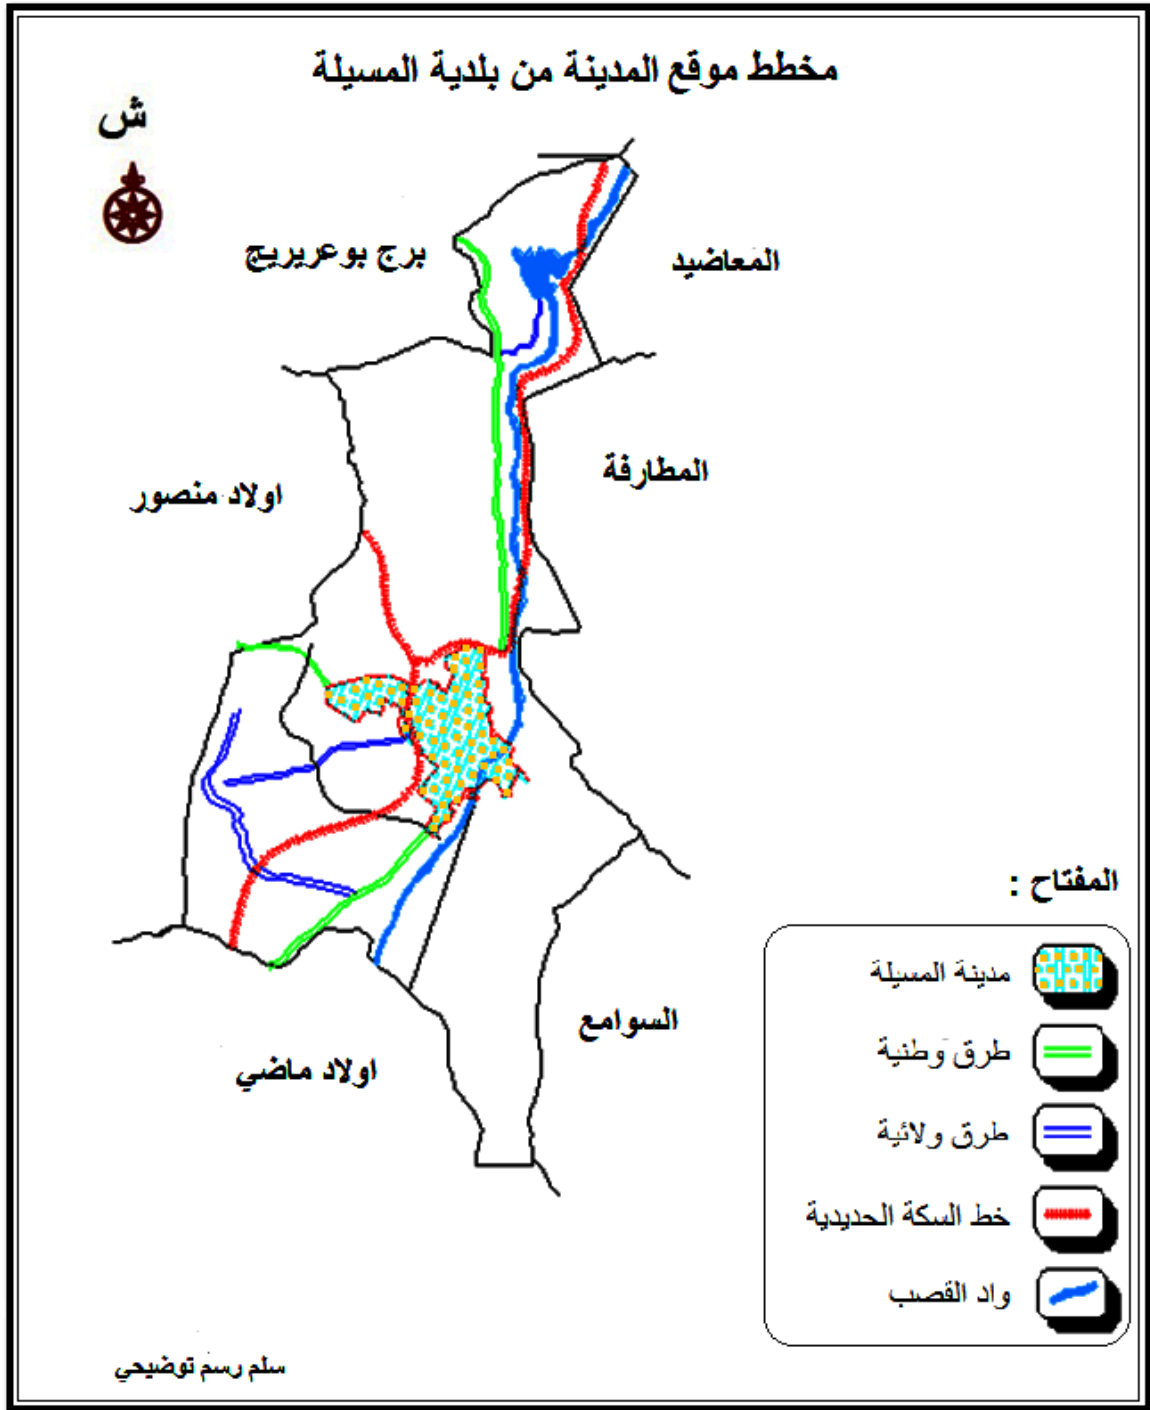 مخطط موقع المدينة من بلدية المسيلة
ش
برج بوعريريج
المعاضيد
المطارفة
اولاد منصور
المفتاح :
مدينة المسيلة
السوامع
طرق وطنية
اولاد ماضي
طرق ولائية
خط السكة الحديدية
واد القصب
سلم رسم توضيحي